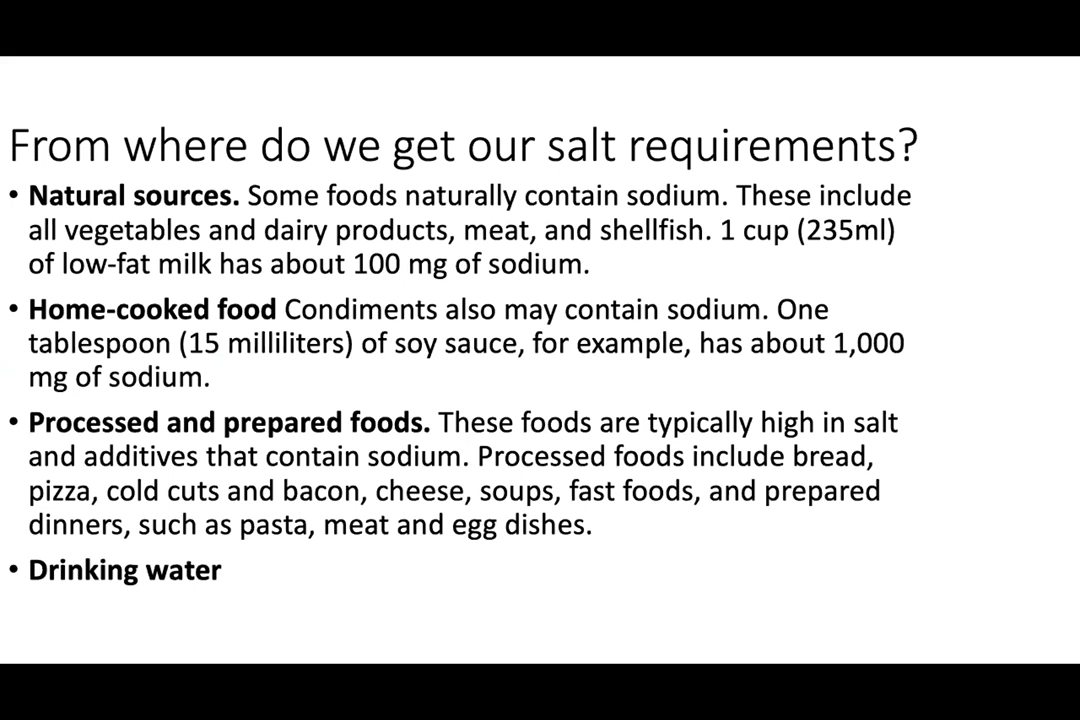 From where do we get our salt requirements?
• Natural sources. Some foods naturally contain sodium. These include
all vegetables and dairy products, meat, and shellfish. 1 cup (235ml)
of low-fat milk has about 100 mg of sodium.
• Home-cooked food Condiments also may contain sodium. One
tablespoon (15 milliliters) of soy sauce, for example, has about 1,000
mg of sodium.
• Processed and prepared foods. These foods are typically high in salt
and additives that contain sodium. Processed foods include bread,
pizza, cold cuts and bacon, cheese, soups, fast foods, and prepared
dinners, such as pasta, meat and egg dishes.
• Drinking water